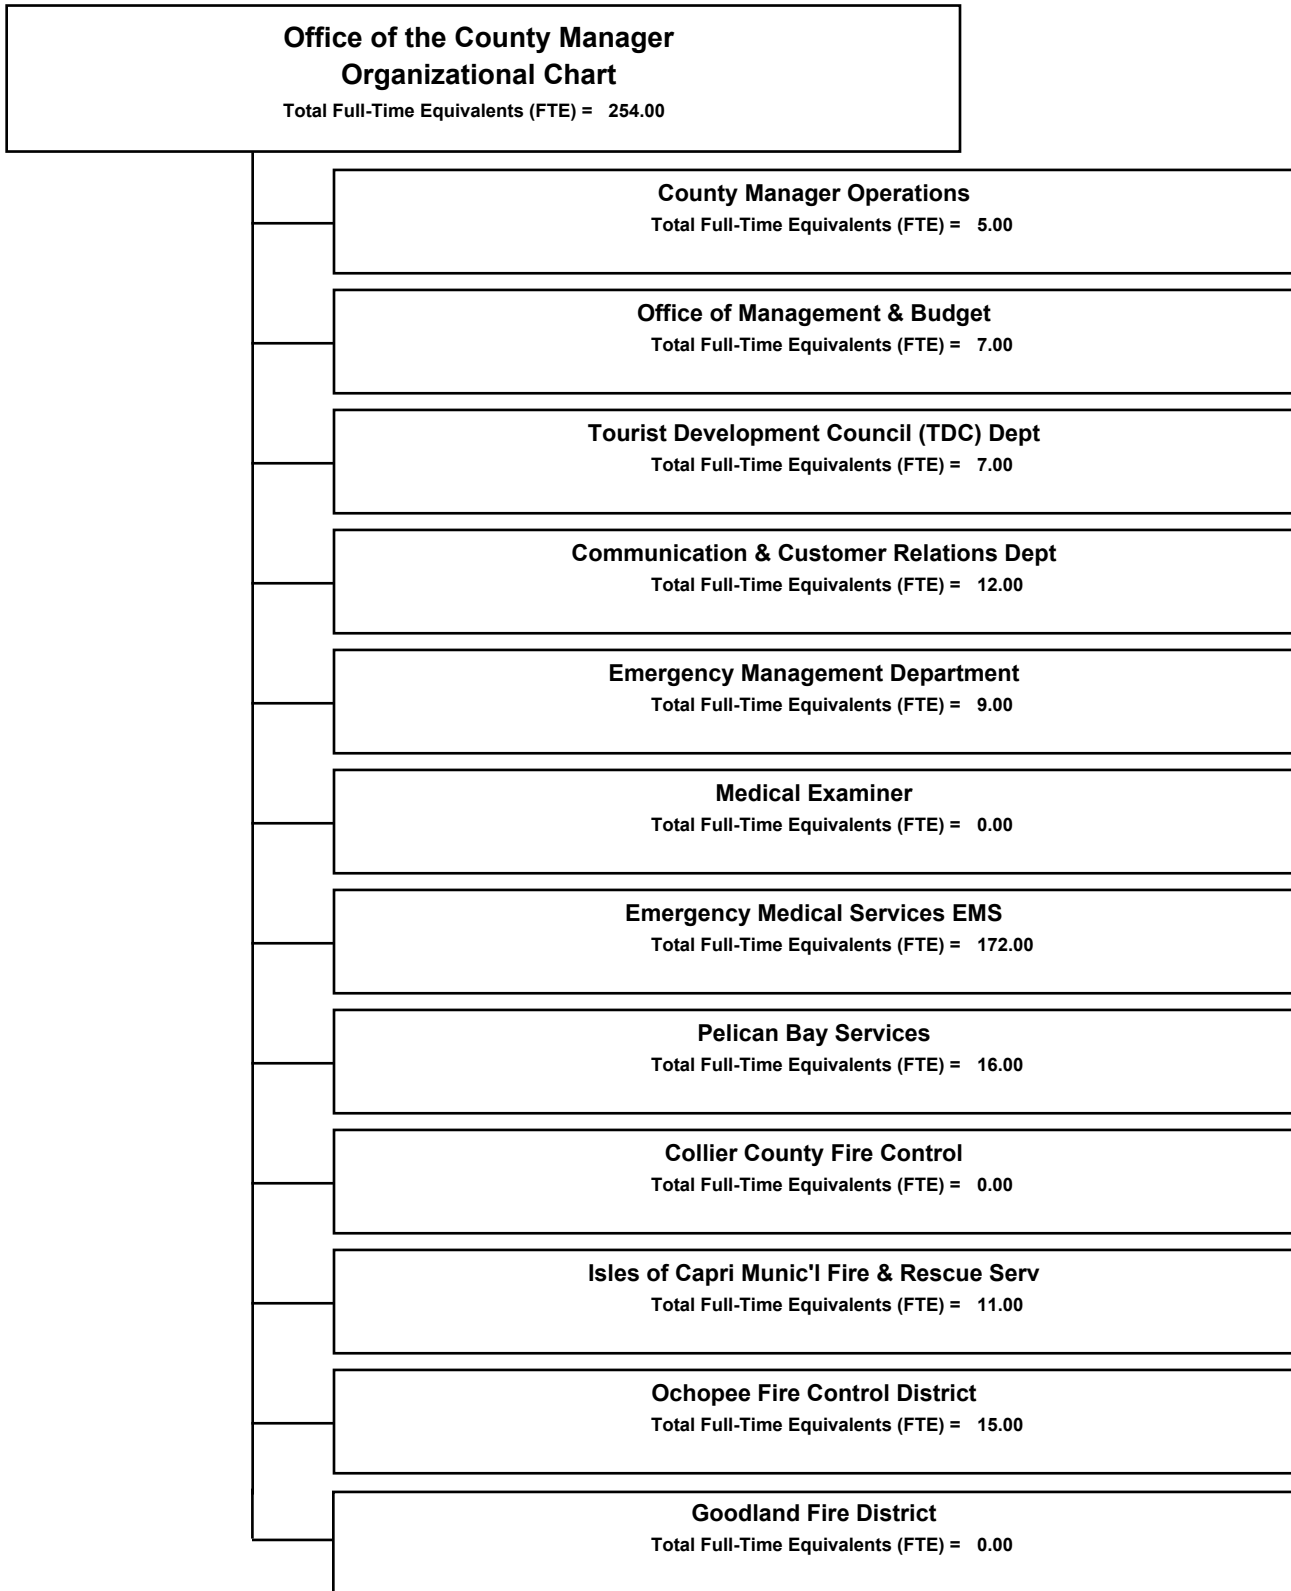 Office of the County Manager
Organizational Chart
Total Full-Time Equivalents (FTE) = 254.00
County Manager Operations
Total Full-Time Equivalents (FTE) = 5.00
Office of Management & Budget
Total Full-Time Equivalents (FTE) = 7.00
Tourist Development Council (TDC) Dept
Total Full-Time Equivalents (FTE) = 7.00
Communication & Customer Relations Dept
Total Full-Time Equivalents (FTE) = 12.00
Emergency Management Department
Total Full-Time Equivalents (FTE) = 9.00
Medical Examiner
Total Full-Time Equivalents (FTE) = 0.00
Emergency Medical Services EMS
Total Full-Time Equivalents (FTE) = 172.00
Pelican Bay Services
Total Full-Time Equivalents (FTE) = 16.00
Collier County Fire Control
Total Full-Time Equivalents (FTE) = 0.00
Isles of Capri Munic'l Fire & Rescue Serv
Total Full-Time Equivalents (FTE) = 11.00
Ochopee Fire Control District
Total Full-Time Equivalents (FTE) = 15.00
Goodland Fire District
Total Full-Time Equivalents (FTE) = 0.00